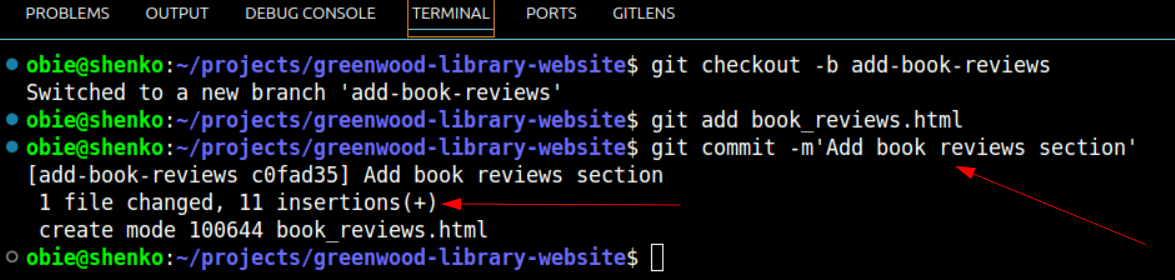 PROBLEMS OUTPUT DEBUG CONSOLE TERMINAL PORTS GITLENS
obie@shenko:~/projects/greenwood-library-website$ git checkout -b add-book-reviews
Switched to a new branch 'add-book-reviews'
obie@shenko:~/projects/greenwood-library-website$ git add book_reviews.html
obie@shenko:~/projects/greenwood-library-website$ git commit -m'Add book reviews section'
[add-book-reviews c0fad35] Add book reviews section
 1 file changed, 11 insertions(+)
 create mode 100644 book_reviews.html
obie@shenko:~/projects/greenwood-library-website$